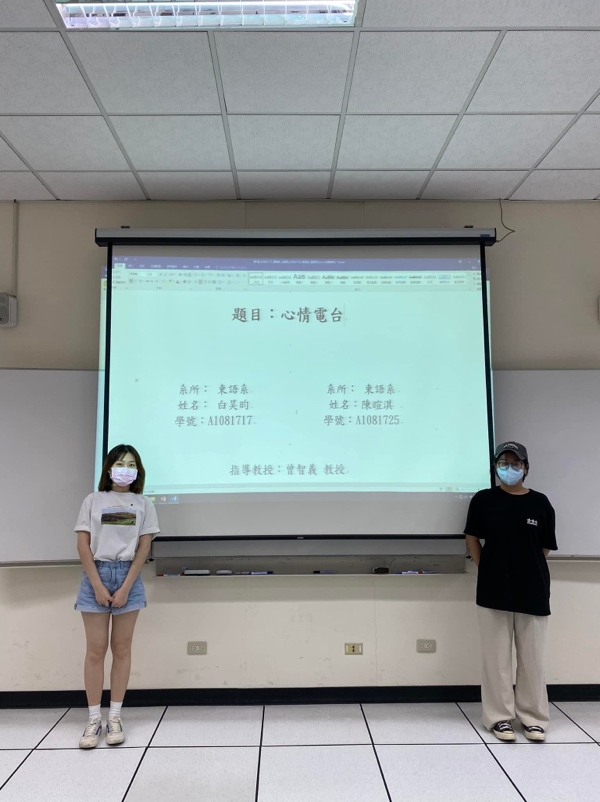 題目：心情電台
系所： 東語系
姓名： 白昊昀
學號：A1081717
系所： 東語系
姓名：陳暄淇
學號：A1081725
指導教授：曾智義 教授